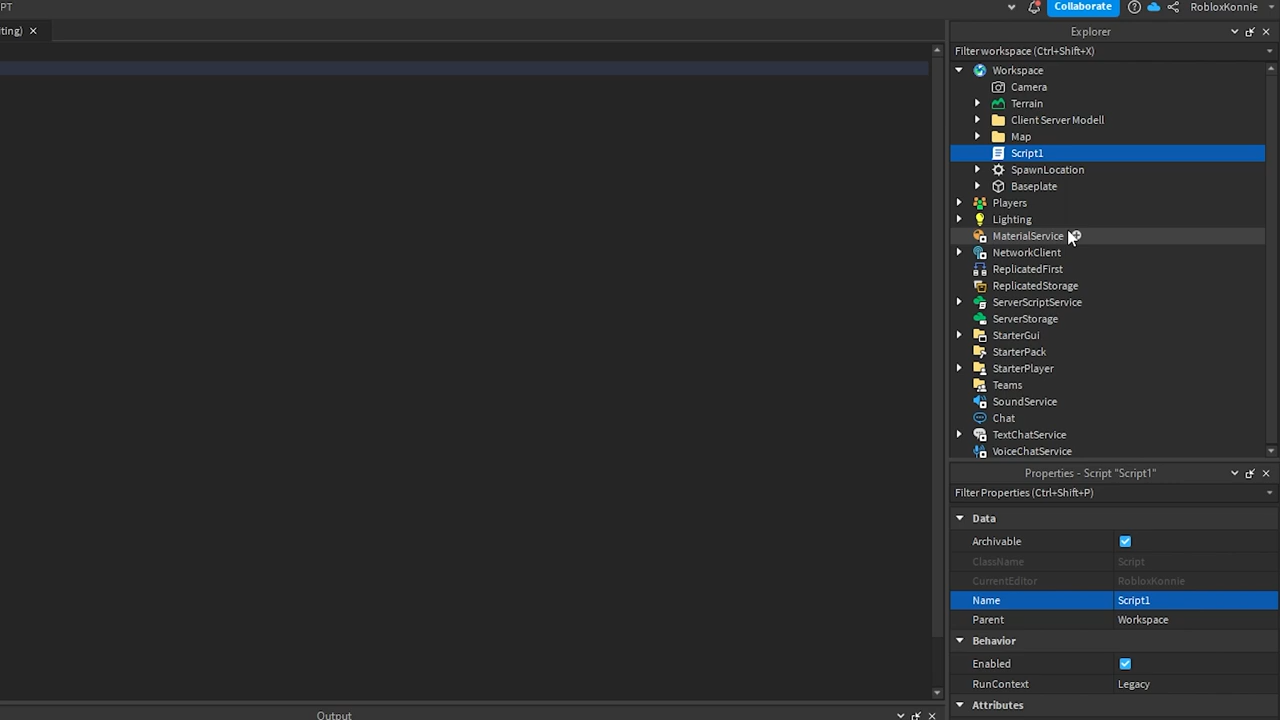 PT
Collaborate
RobloxKonnie
iting)
Explorer
Filter workspace (Ctrl+Shift+X)
Workspace
Camera
Terrain
Client Server Modell
Map
Script1
SpawnLocation
Baseplate
Players
Lighting
MaterialService
NetworkClient
ReplicatedFirst
ReplicatedStorage
ServerScriptService
ServerStorage
StarterGui
StarterPack
StarterPlayer
Teams
SoundService
Chat
TextChatService
VoiceChatService
Properties - Script "Script1"
Filter Properties (Ctrl+Shift+P)
Data
Archivable
ClassName Script
CurrentEditor RobloxKonnie
Name Script1
Parent Workspace
Behavior
Enabled
RunContext Legacy
Attributes
Output